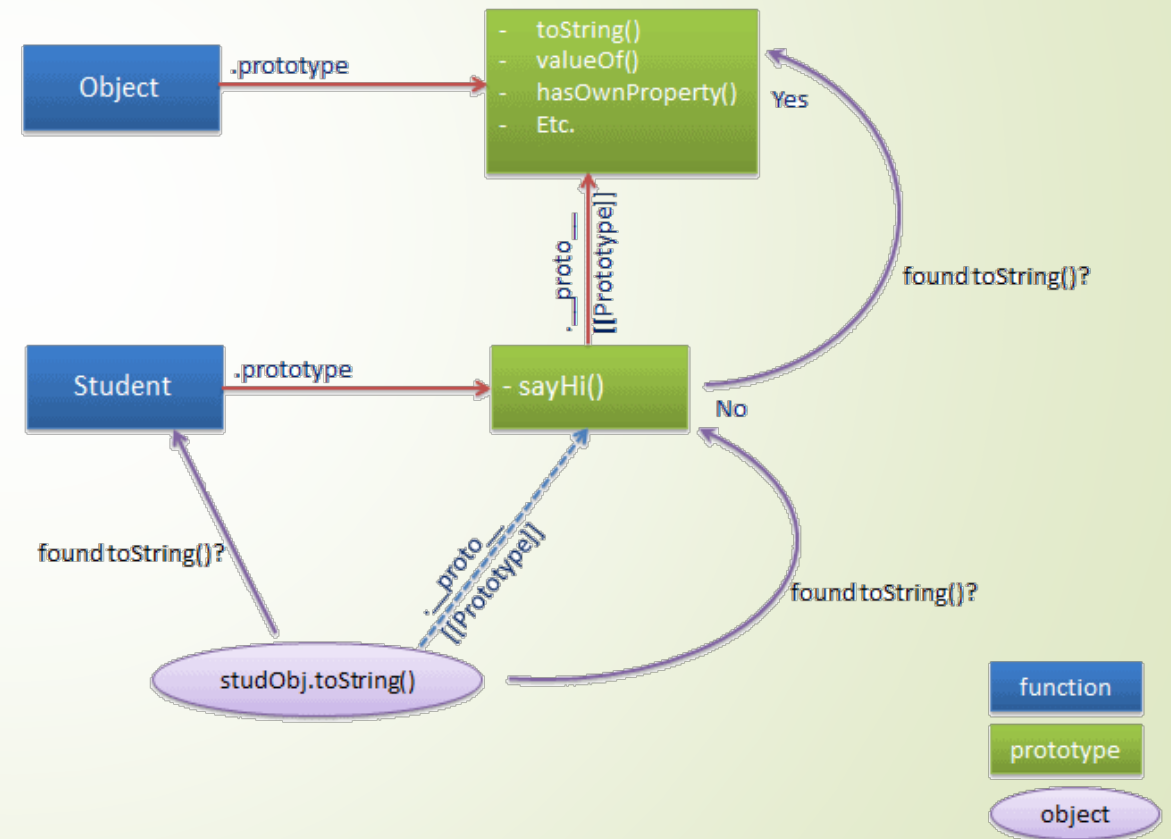 Object
.prototype
- toString()
- valueOf()
- hasOwnProperty()
- Etc.
Yes
.__proto__
[[Prototype]]
found toString()?
Student
.prototype
- sayHi()
No
found toString()?
.__proto__
[[Prototype]]
found toString()?
studObj.toString()
function
prototype
object